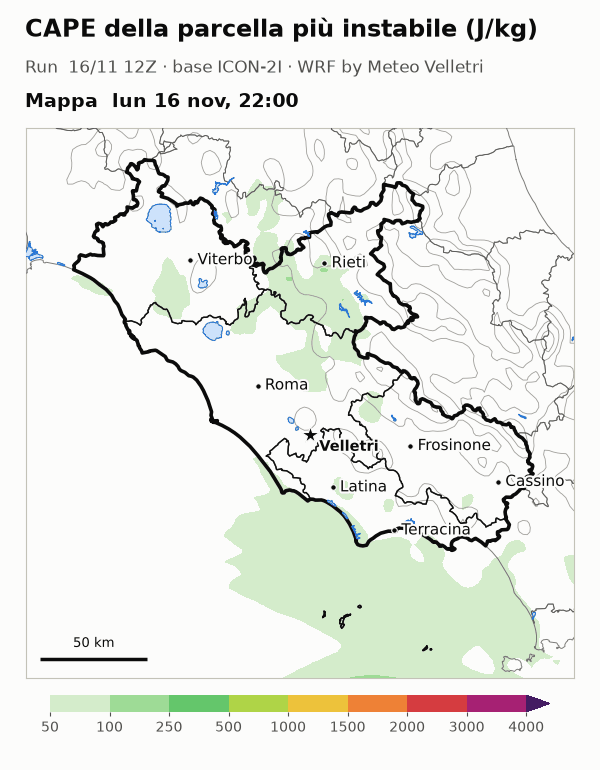 CAPE della parcella più instabile (J/kg)
Run  16/11 12Z · base ICON-2I · WRF by Meteo Velletri
Mappa  lun 16 nov, 22:00
Viterbo
Rieti
Roma
Velletri
Frosinone
Cassino
Latina
Terracina
50 km
50 100 250 500 1000 1500 2000 3000 4000